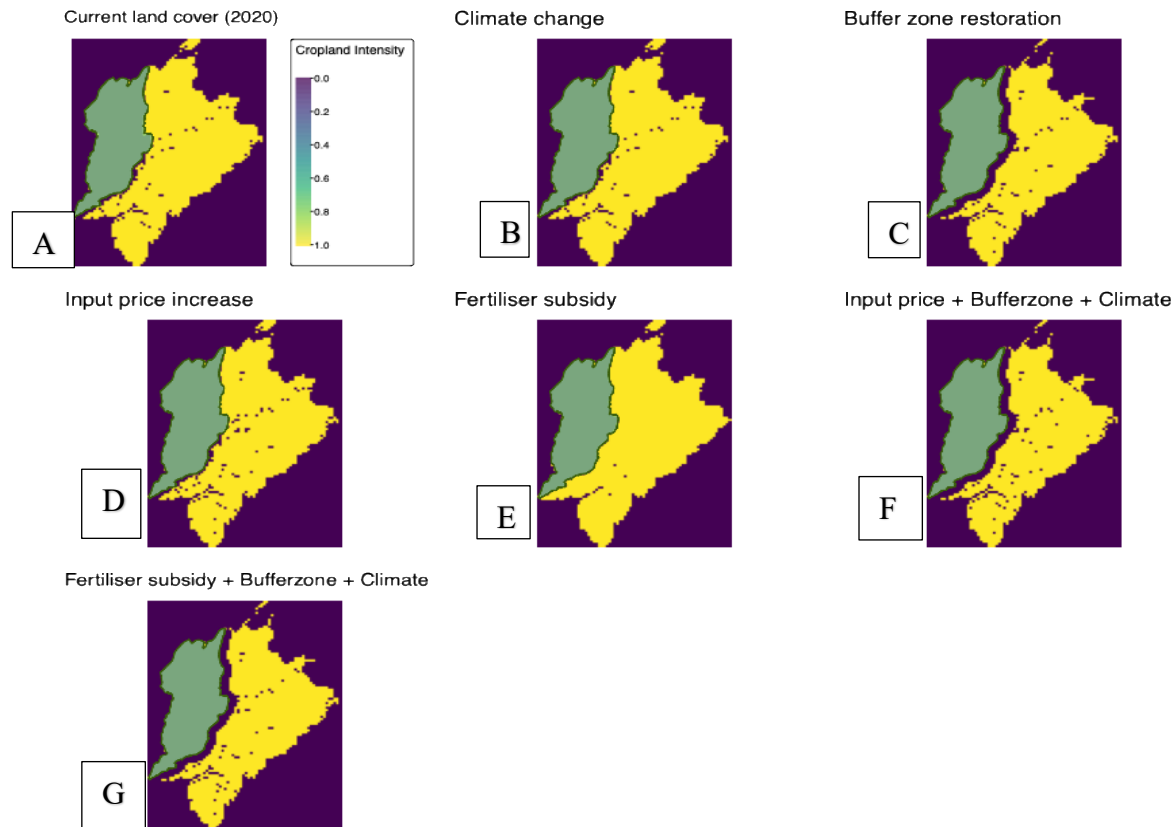 Current land cover (2020)
Climate change
Buffer zone restoration
Cropland Intensity
0.0
0.2
0.4
0.6
0.8
1.0
A
B
C
Input price increase
Fertiliser subsidy
Input price + Bufferzone + Climate
D
E
F
Fertiliser subsidy + Bufferzone + Climate
G